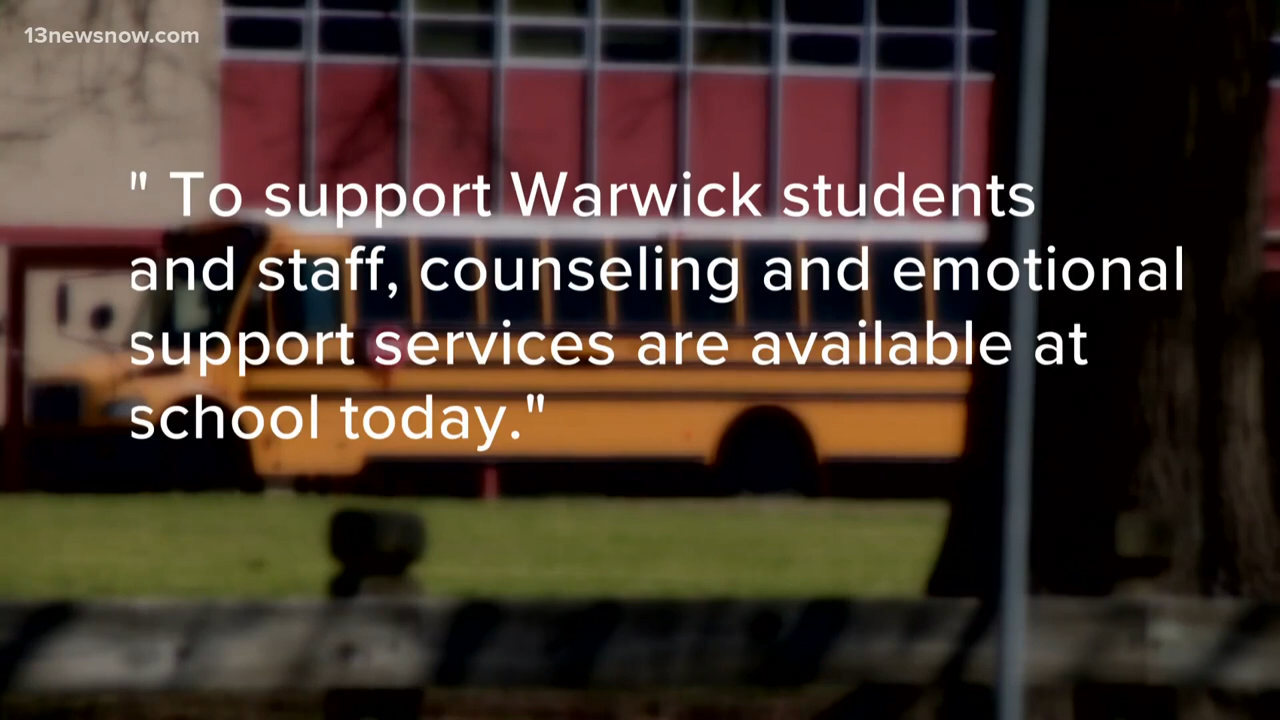 13newsnow.com
" To support Warwick students
and staff, counseling and emotional
support services are available at
school today."